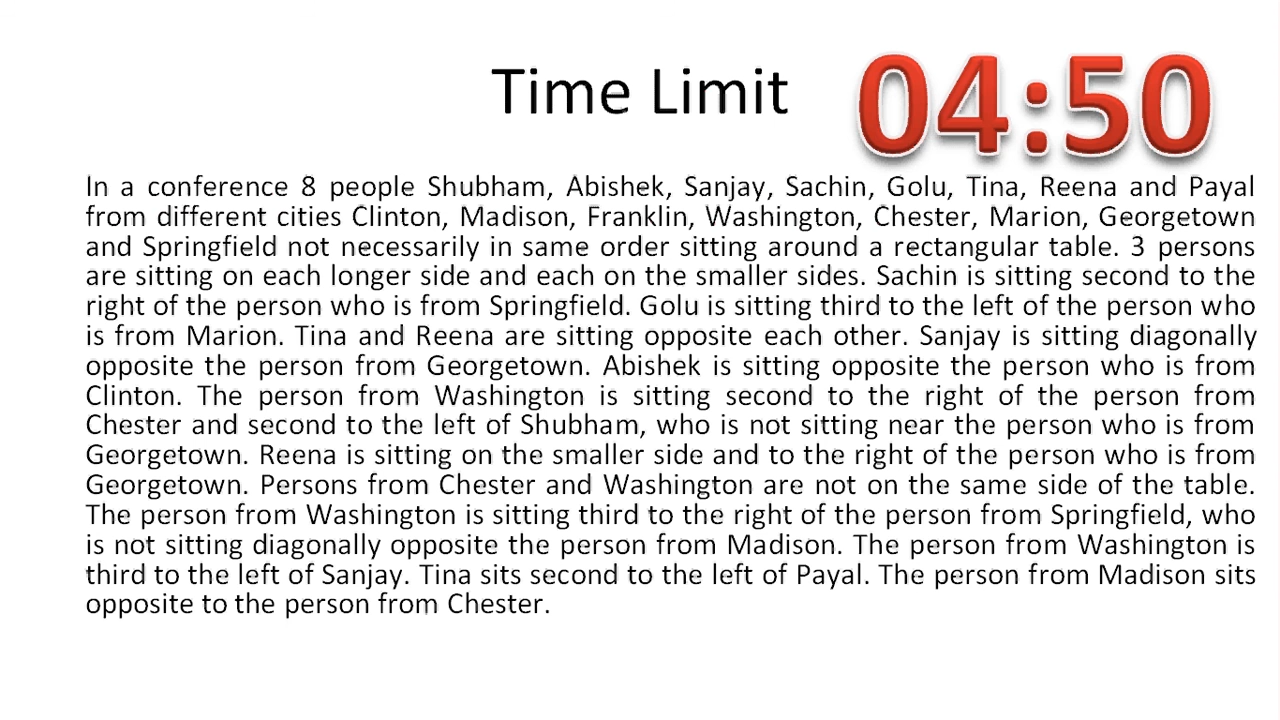 Time Limit
04:50
In a conference 8 people Shubham, Abishek, Sanjay, Sachin, Golu, Tina, Reena and Payal
from different cities Clinton, Madison, Franklin, Washington, Chester, Marion, Georgetown
and Springfield not necessarily in same order sitting around a rectangular table. 3 persons
are sitting on each longer side and each on the smaller sides. Sachin is sitting second to the
right of the person who is from Springfield. Golu is sitting third to the left of the person who
is from Marion. Tina and Reena are sitting opposite each other. Sanjay is sitting diagonally
opposite the person from Georgetown. Abishek is sitting opposite the person who is from
Clinton. The person from Washington is sitting second to the right of the person from
Chester and second to the left of Shubham, who is not sitting near the person who is from
Georgetown. Reena is sitting on the smaller side and to the right of the person who is from
Georgetown. Persons from Chester and Washington are not on the same side of the table.
The person from Washington is sitting third to the right of the person from Springfield, who
is not sitting diagonally opposite the person from Madison. The person from Washington is
third to the left of Sanjay. Tina sits second to the left of Payal. The person from Madison sits
opposite to the person from Chester.